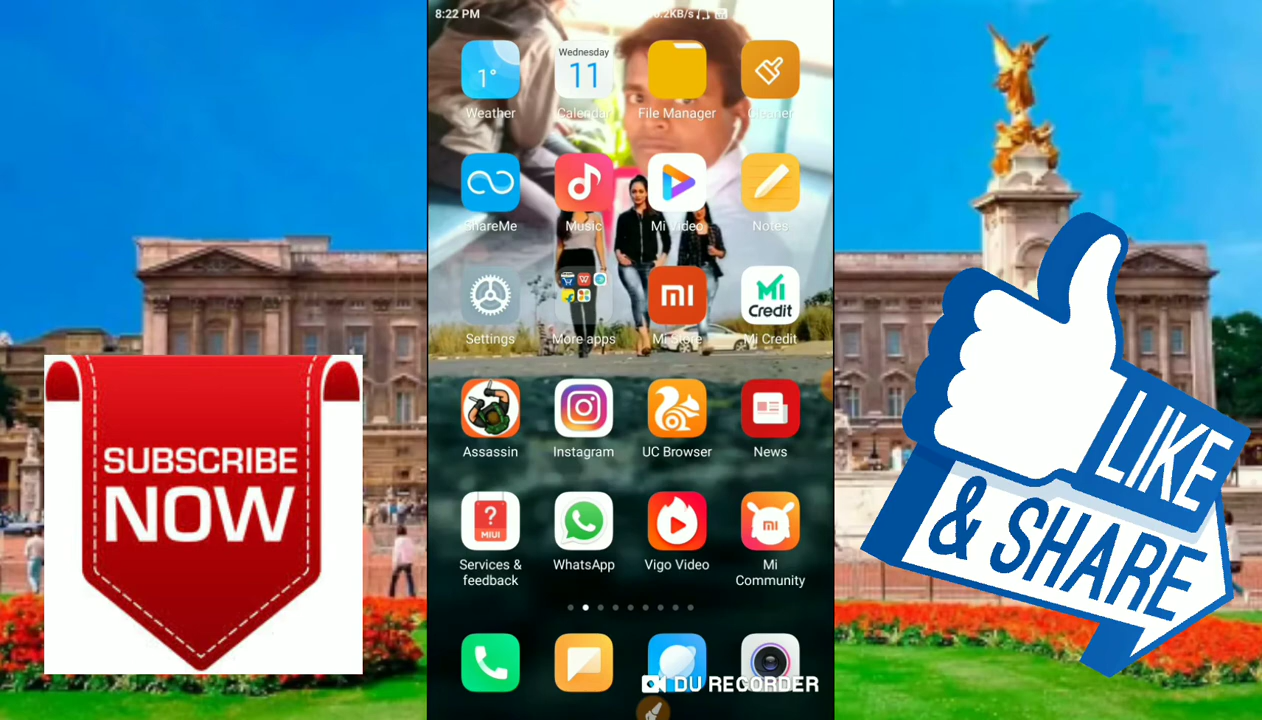 8:22 PM
Wednesday
1°
11
Weather
Calendar
File Manager
Cleaner
ShareMe
Music
Mi Video
Notes
mi
Mi
Credit
Settings
More apps
Mi Store
Mi Credit
Assassin
Instagram
UC Browser
News
?
MIUI
mi
Services & feedback
WhatsApp
Vigo Video
Mi Community
DU RECORDER
SUBSCRIBE
NOW
LIKE
& SHARE